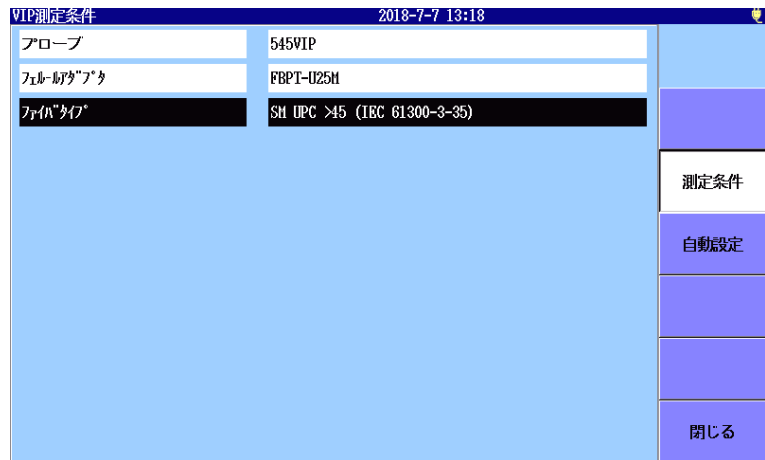 VIP測定条件 2018-7-7 13:18
プローブ 545VIP
ﾌｪﾙｰﾙｱﾀﾞﾌﾟﾀ FBPT-U25M
ﾌｧｲﾊﾞﾀｲﾌﾟ SM UPC >45 (IEC 61300-3-35)
測定条件
自動設定
閉じる